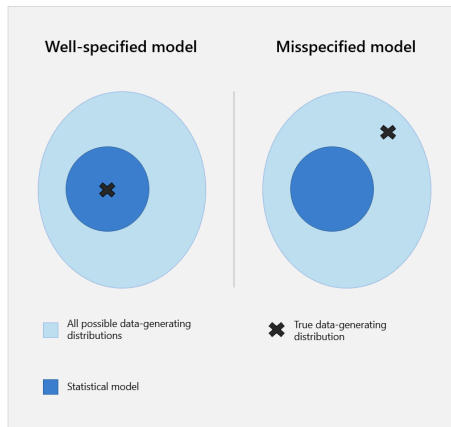 Well-specified model
Misspecified model
All possible data-generating
distributions
True data-generating
distribution
Statistical model